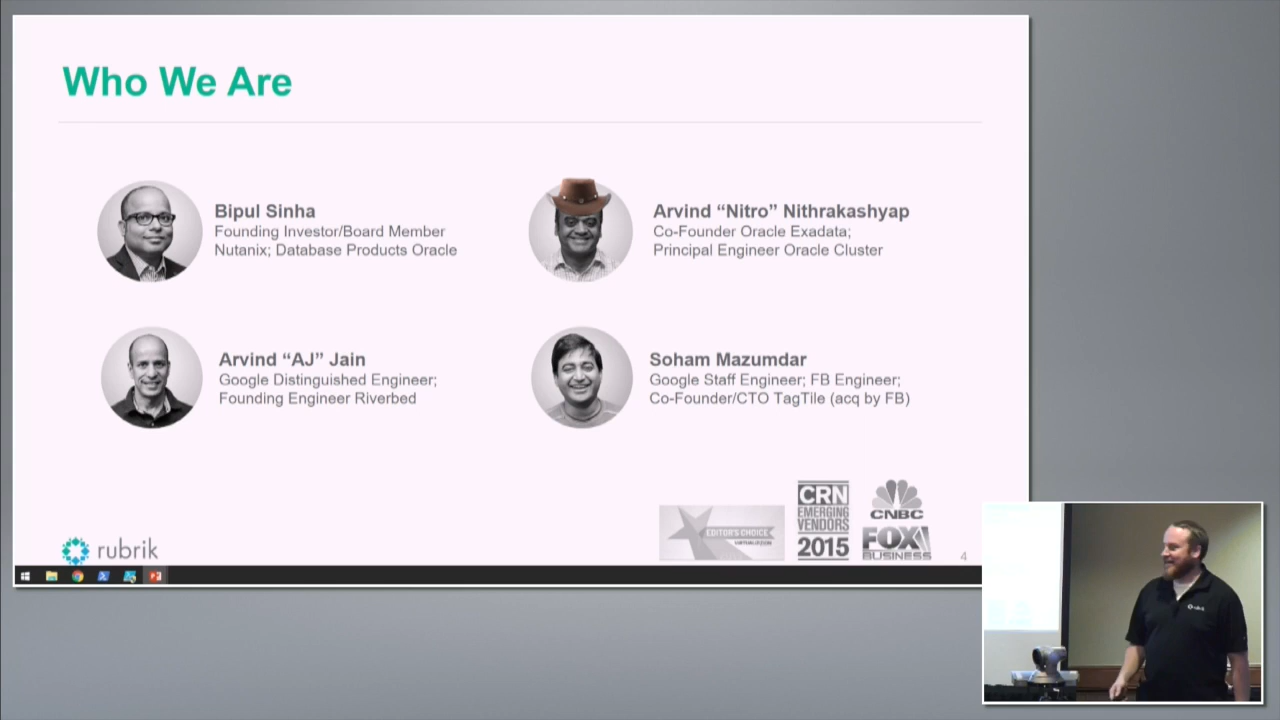 Who We Are
Bipul Sinha
Founding Investor/Board Member
Nutanix; Database Products Oracle
Arvind “Nitro” Nithrakashyap
Co-Founder Oracle Exadata;
Principal Engineer Oracle Cluster
Arvind “AJ” Jain
Google Distinguished Engineer;
Founding Engineer Riverbed
Soham Mazumdar
Google Staff Engineer; FB Engineer;
Co-Founder/CTO TagTile (acq by FB)
rubrik
EDITOR'S CHOICE
CRN
EMERGING
VENDORS
2015
CNBC
FOX
BUSINESS
4
rubrik